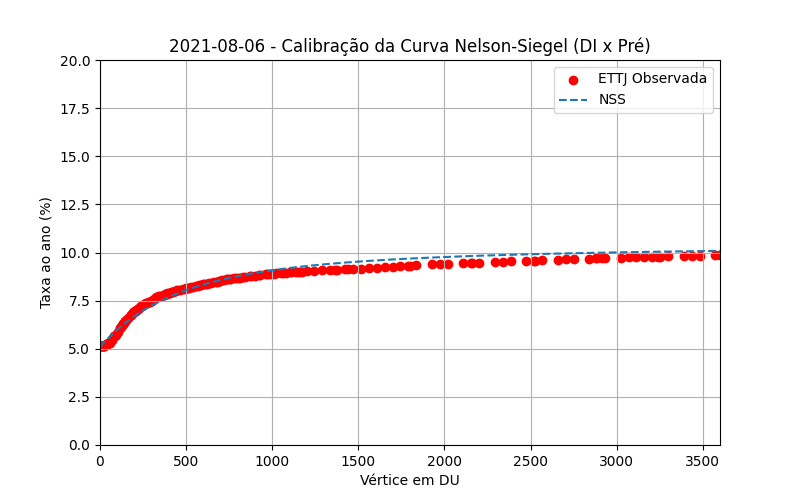 2021-08-06 - Calibração da Curva Nelson-Siegel (DI x Pré)
ETTJ Observada
NSS
Taxa ao ano (%)
20.0
17.5
15.0
12.5
10.0
7.5
5.0
2.5
0.0
0 500 1000 1500 2000 2500 3000 3500
Vértice em DU